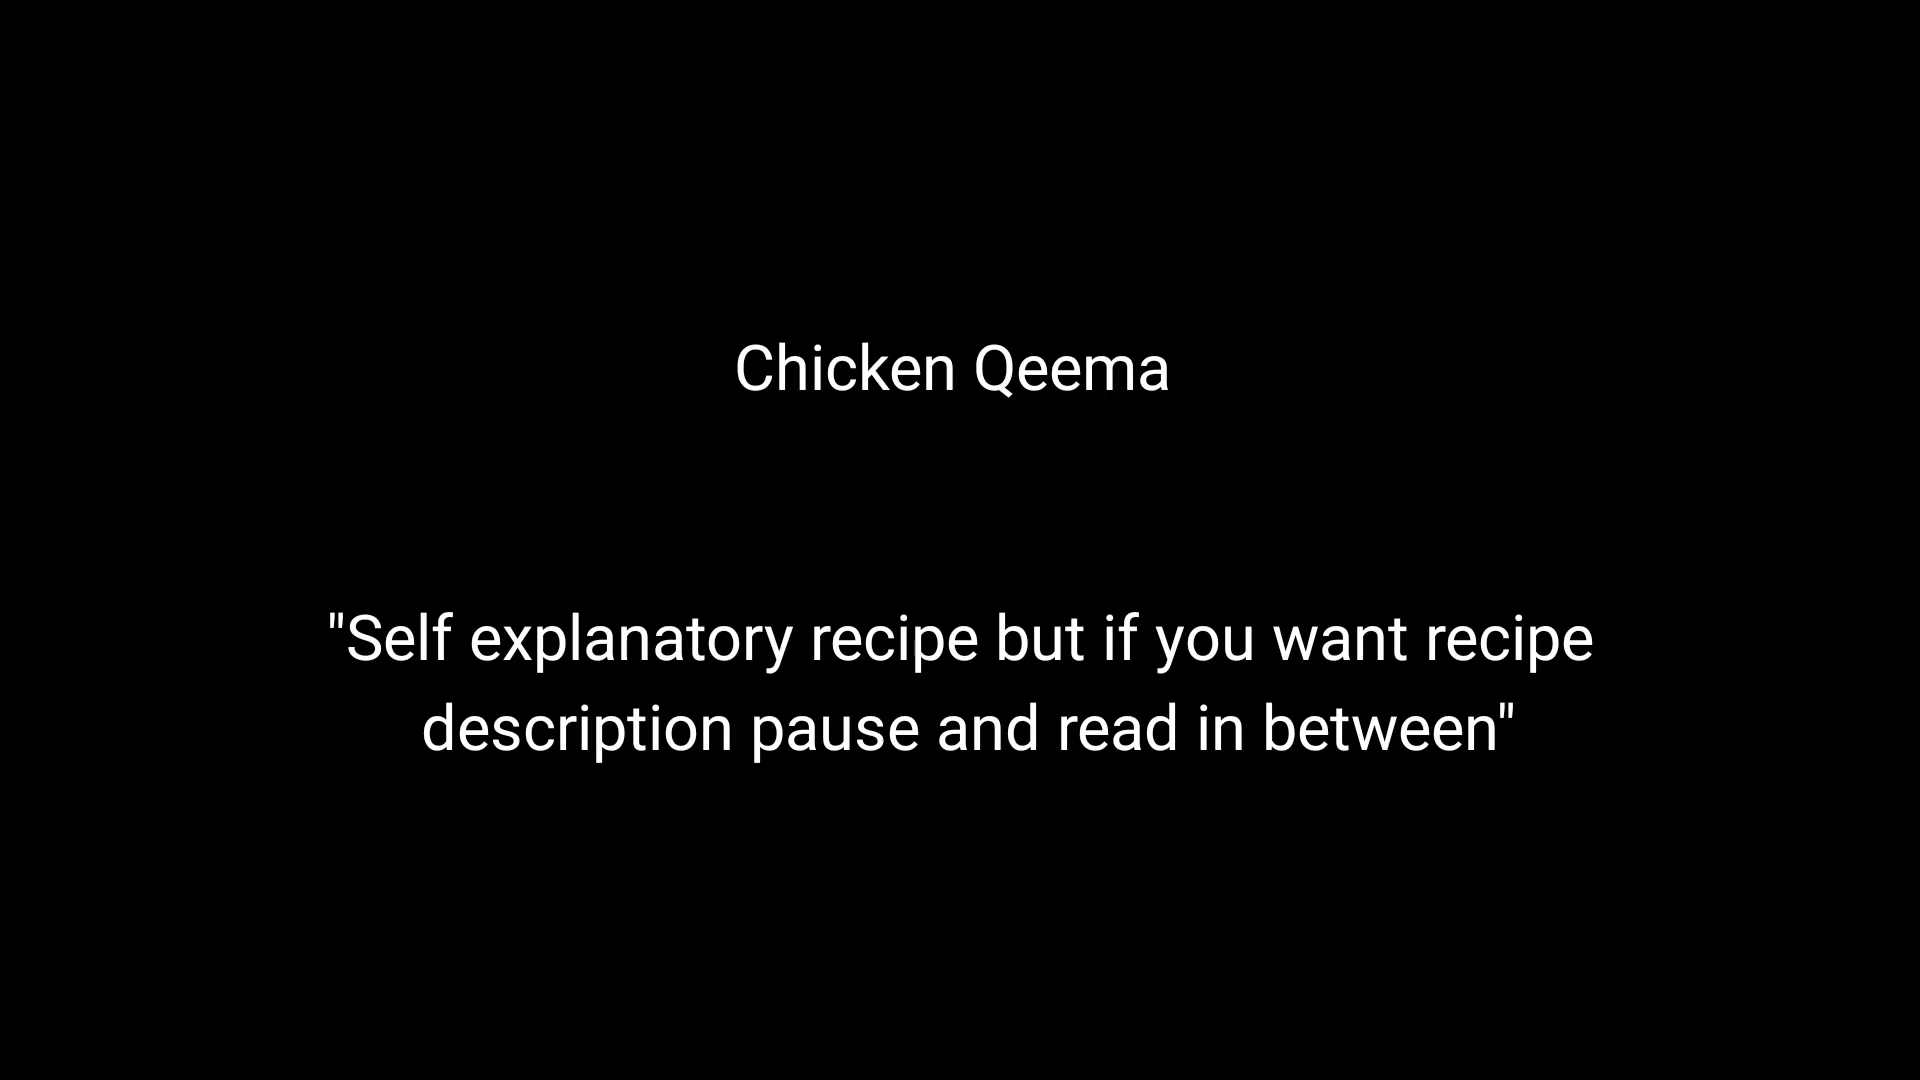 Chicken Qeema
"Self explanatory recipe but if you want recipe
description pause and read in between"